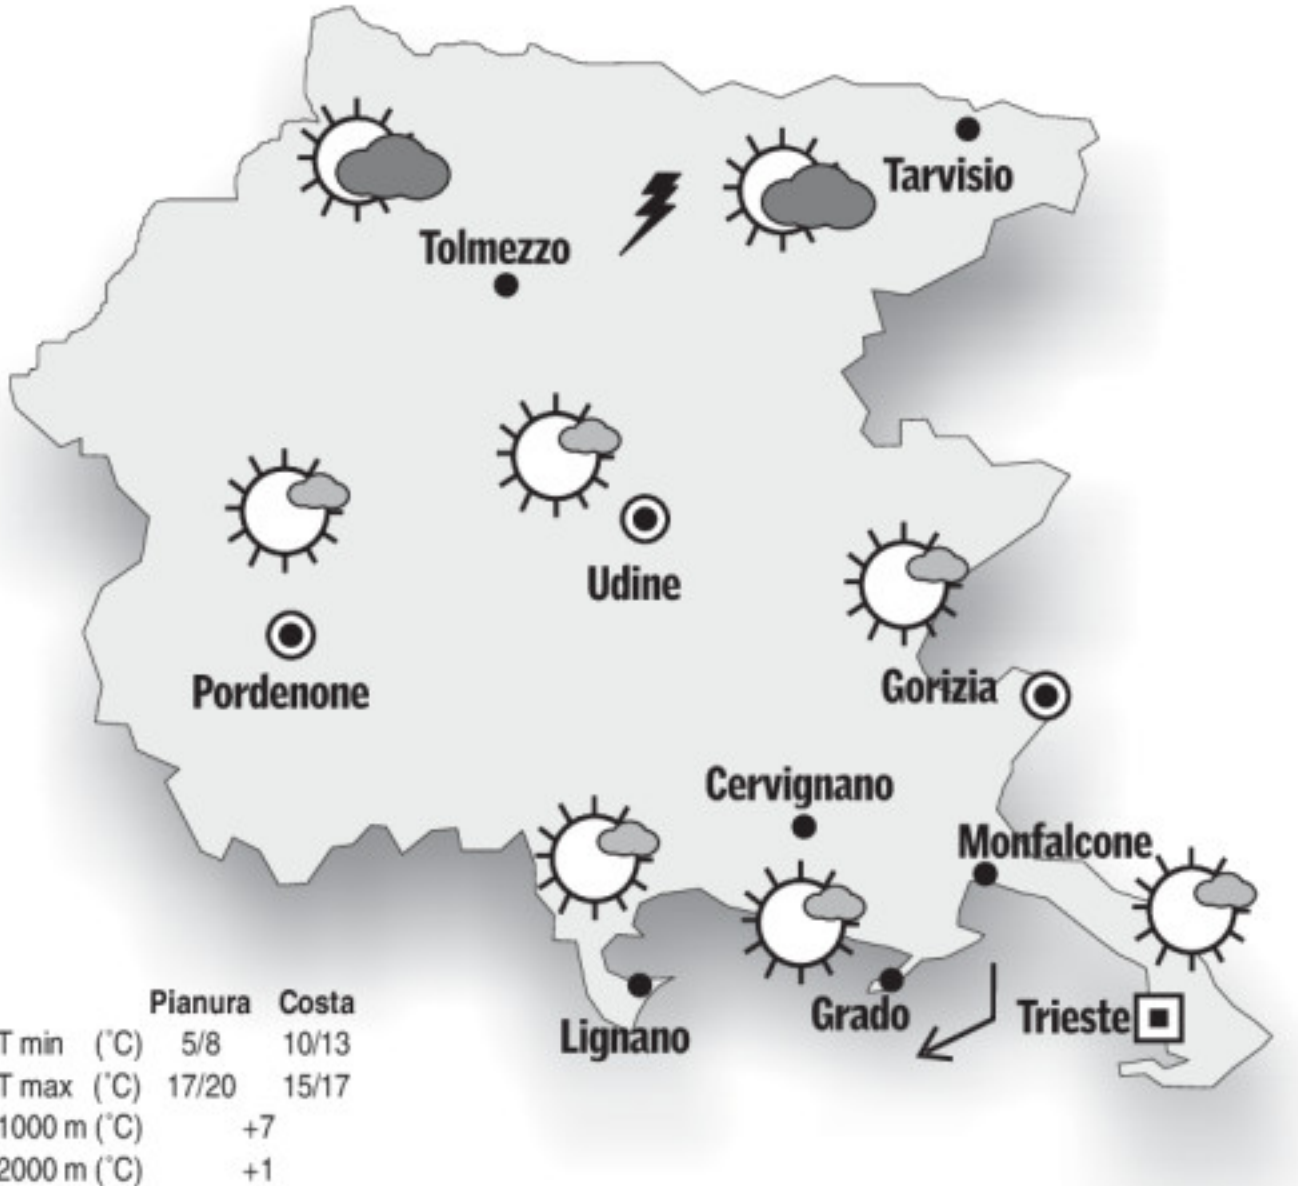 Tarvisio
Tolmezzo
Udine
Pordenone
Gorizia
Cervignano
Monfalcone
Grado
Trieste
Lignano
Pianura Costa
T min (°C) 5/8 10/13
T max (°C) 17/20 15/17
1000 m (°C) +7
2000 m (°C) +1